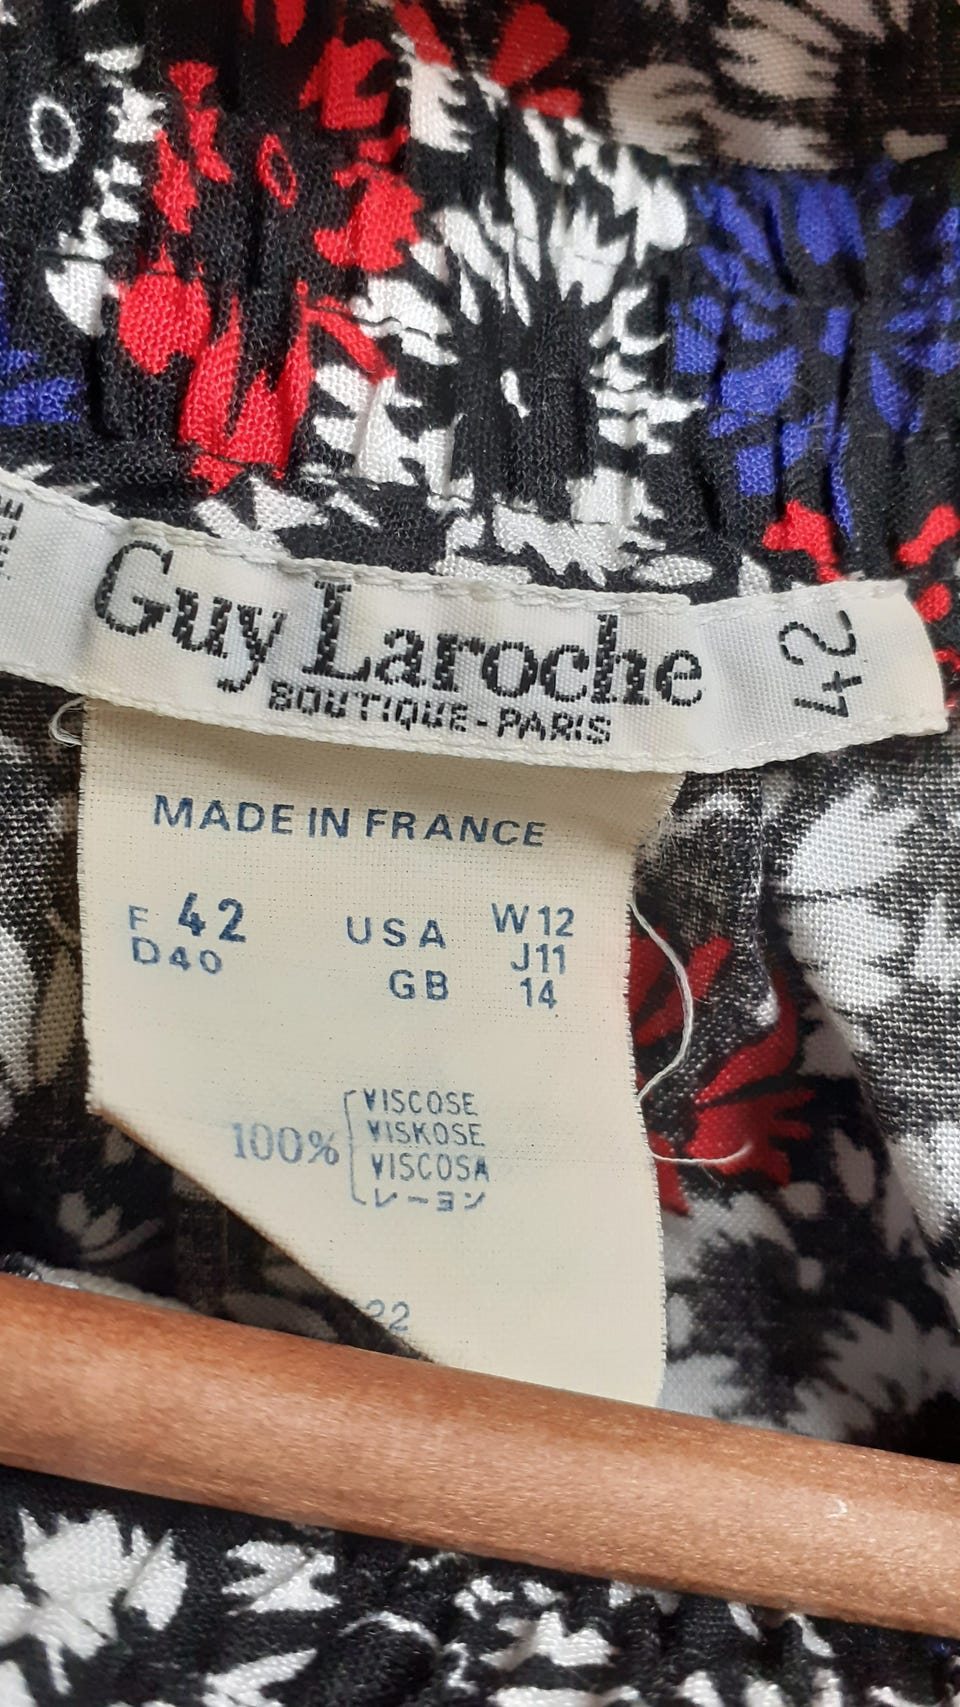 Guy Laroche
BOUTIQUE-PARIS
42
MADE IN FRANCE
F 42 USA W12
D40 J11
GB 14
100% VISCOSE
VISKOSE
VISCOSA
レーヨン
22